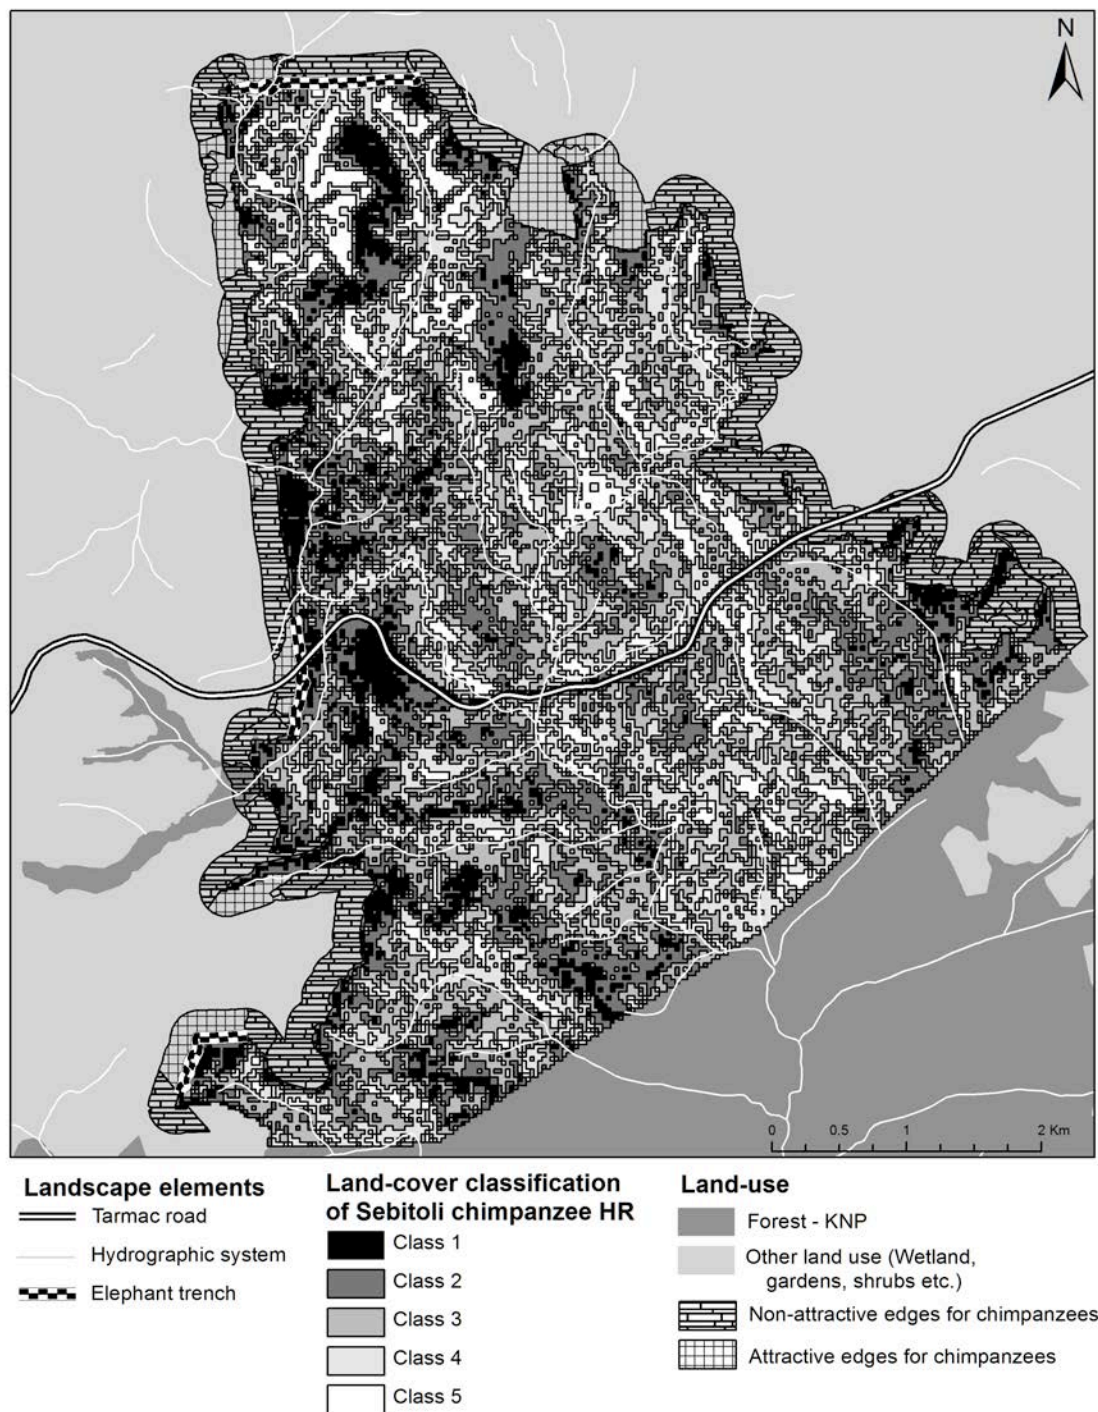 N
0 0.5 1 2 Km
Landscape elements
Tarmac road
Hydrographic system
Elephant trench
Land-cover classification
of Sebitoli chimpanzee HR
Class 1
Class 2
Class 3
Class 4
Class 5
Land-use
Forest - KNP
Other land use (Wetland,
gardens, shrubs etc.)
Non-attractive edges for chimpanzees
Attractive edges for chimpanzees